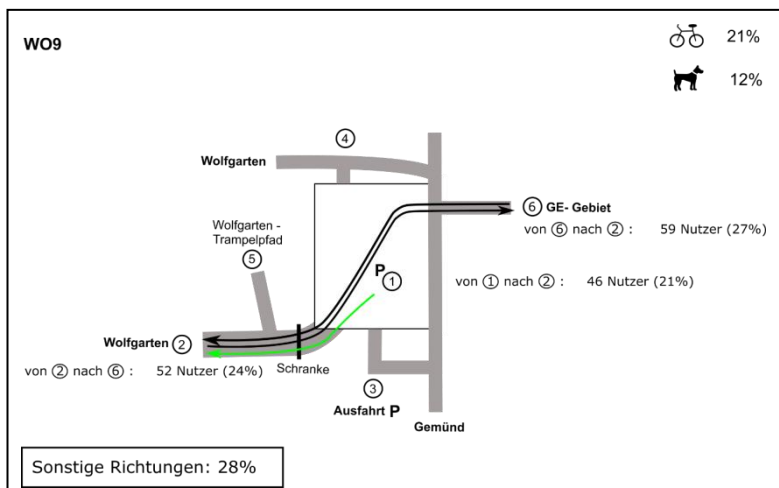 WO9
21%
12%
4
Wolfgarten
6 GE- Gebiet
von 6 nach 2 : 59 Nutzer (27%)
Wolfgarten -
Trampelpfad
5
P 1
von 1 nach 2 : 46 Nutzer (21%)
Wolfgarten 2
von 2 nach 6 : 52 Nutzer (24%)
Schranke
3
Ausfahrt P
Gemünd
Sonstige Richtungen: 28%